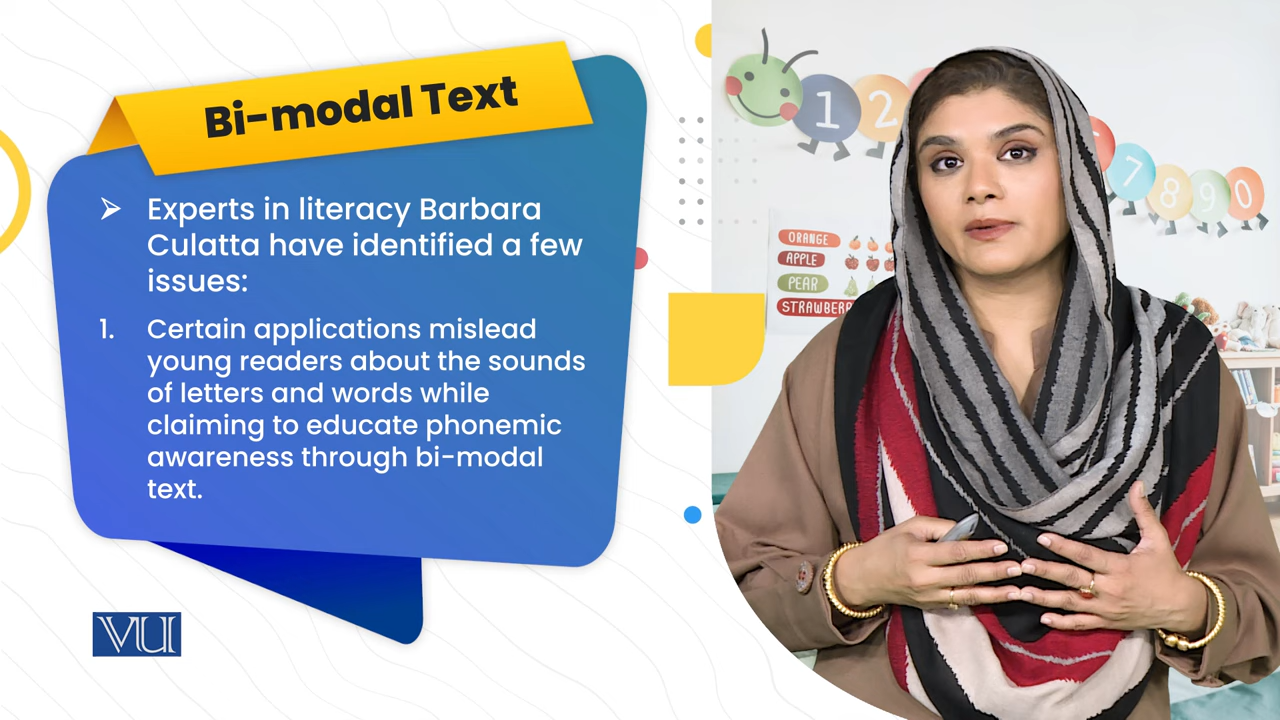 Bi-modal Text
➢ Experts in literacy Barbara
Culatta have identified a few
issues:
1. Certain applications mislead
young readers about the sounds
of letters and words while
claiming to educate phonemic
awareness through bi-modal
text.
VU
1 2
7 8 9 0
ORANGE
APPLE
PEAR
STRAWBERR